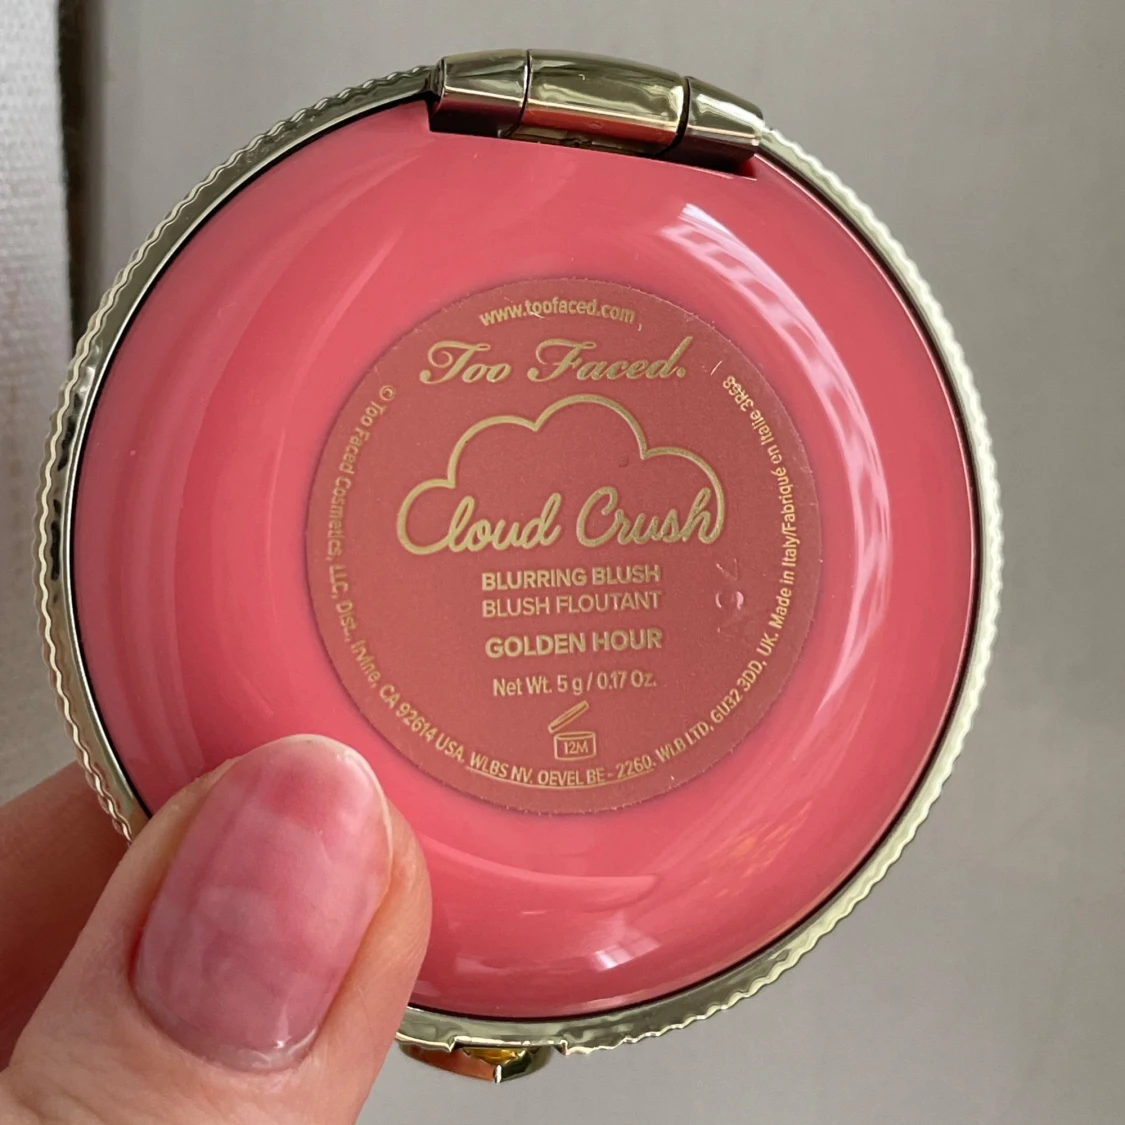 www.toofaced.com
Too Faced.
Cloud Crush
BLURRING BLUSH
BLUSH FLOUTANT
GOLDEN HOUR
Net Wt. 5 g / 0.17 Oz.
12M
© Too Faced Cosmetics, LLC, Dist., Irvine, CA 92614 USA. WLBS NV. OEVEL BE - 2260. WLB LTD, GU32 3DD, UK. Made in Italy/Fabriqué en Italie 3R68